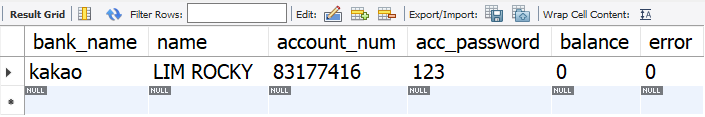 Result Grid Filter Rows: Edit: Export/Import: Wrap Cell Content: IA
bank_name name account_num acc_password balance error
kakao LIM ROCKY 83177416 123 0 0
NULL NULL NULL NULL NULL NULL